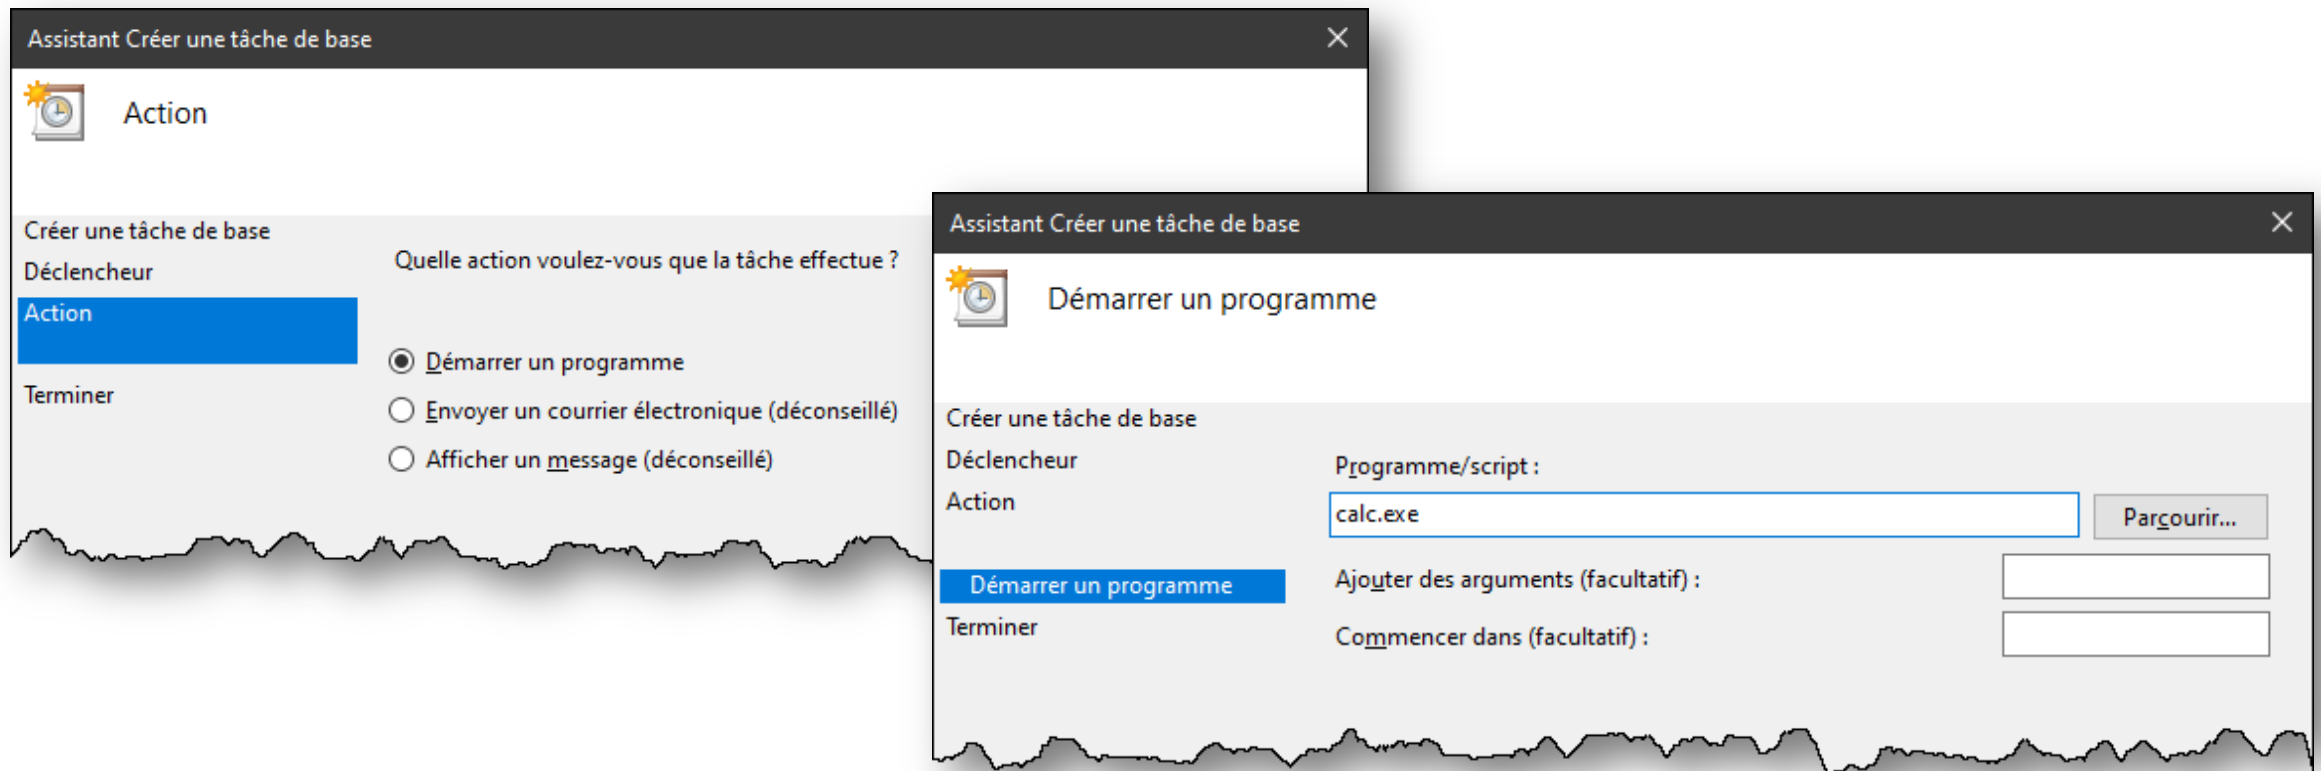 Assistant Créer une tâche de base
Action
Créer une tâche de base
Déclencheur
Action
Terminer
Quelle action voulez-vous que la tâche effectue ?
Démarrer un programme
Envoyer un courrier électronique (déconseillé)
Afficher un message (déconseillé)
Assistant Créer une tâche de base
Démarrer un programme
Créer une tâche de base
Déclencheur
Action
Démarrer un programme
Terminer
Programme/script :
calc.exe
Parcourir...
Ajouter des arguments (facultatif) :
Commencer dans (facultatif) :